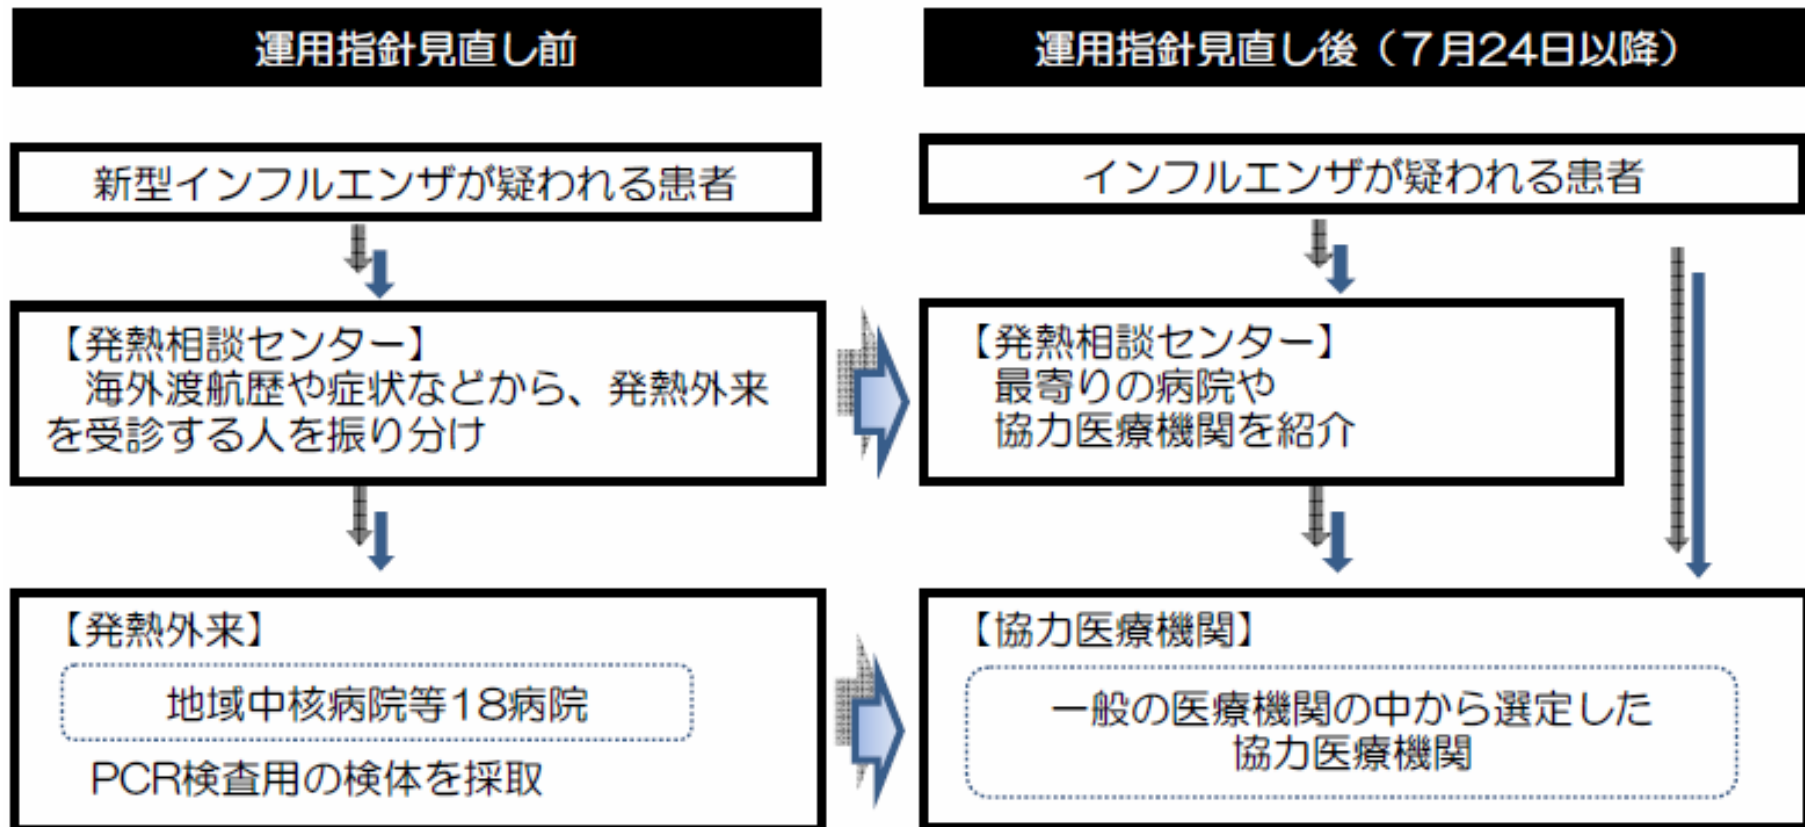 運用指針見直し前
新型インフルエンザが疑われる患者
【発熱相談センター】
海外渡航歴や症状などから、発熱外来
を受診する人を振り分け
【発熱外来】
地域中核病院等18病院
PCR検査用の検体を採取
運用指針見直し後（7月24日以降）
インフルエンザが疑われる患者
【発熱相談センター】
最寄りの病院や
協力医療機関を紹介
【協力医療機関】
一般の医療機関の中から選定した
協力医療機関